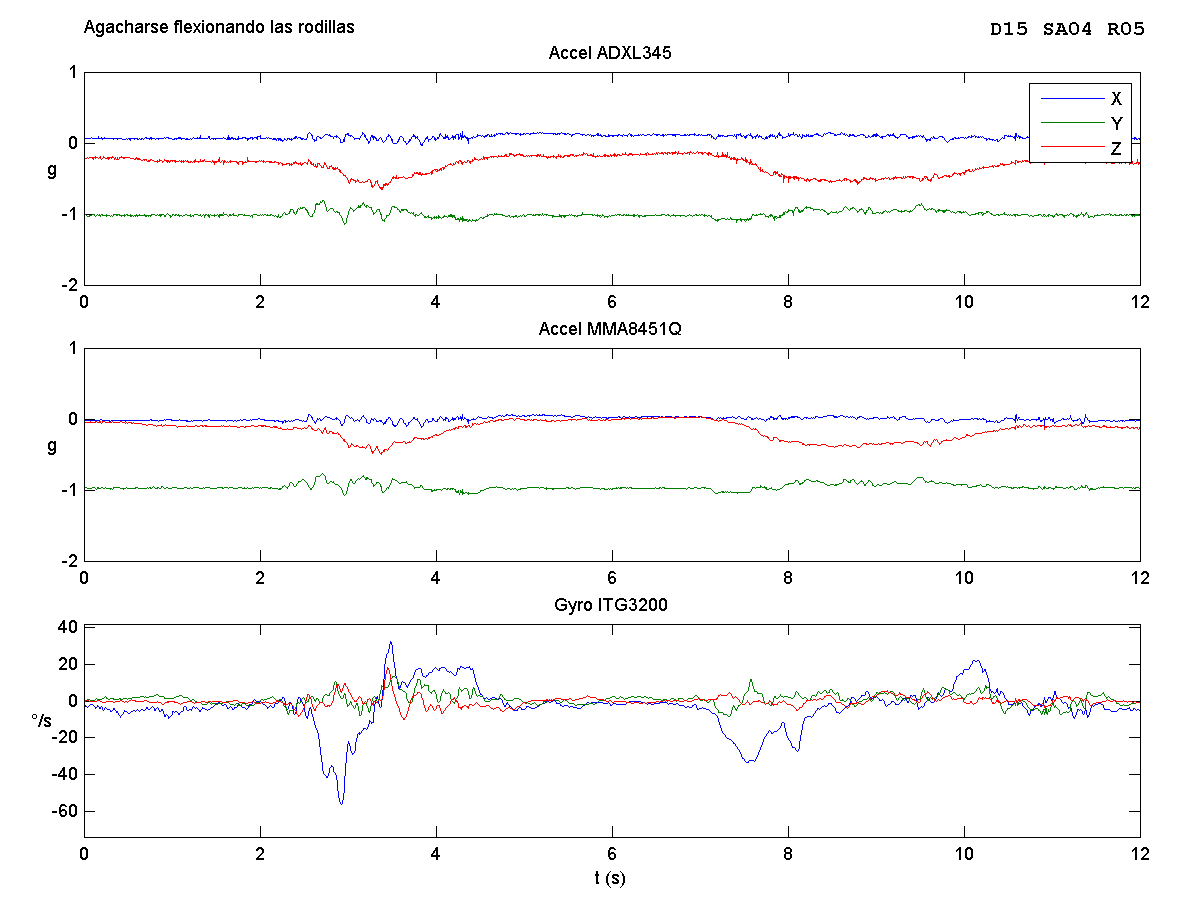 Agacharse flexionando las rodillas
D15 SA04 R05
Accel ADXL345
1
0
-1
-2
g
X
Y
Z
0 2 4 6 8 10 12
Accel MMA8451Q
1
0
-1
-2
g
0 2 4 6 8 10 12
Gyro ITG3200
40
20
0
-20
-40
-60
°/s
0 2 4 6 8 10 12
t (s)